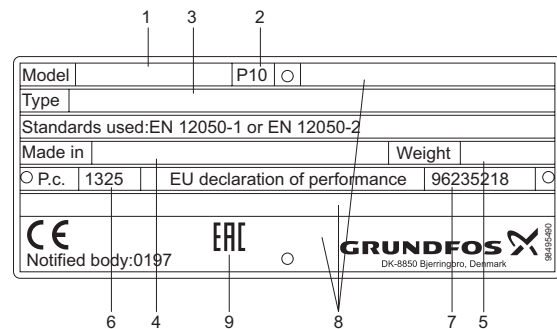 1 3 2
Model P10
Type
Standards used:EN 12050-1 or EN 12050-2
Made in Weight
P.c. 1325 EU declaration of performance 96235218
CE EAC
GRUNDFOS
Notified body:0197
DK-8850 Bjerringbro, Denmark
98495490
6 4 9 8 7 5